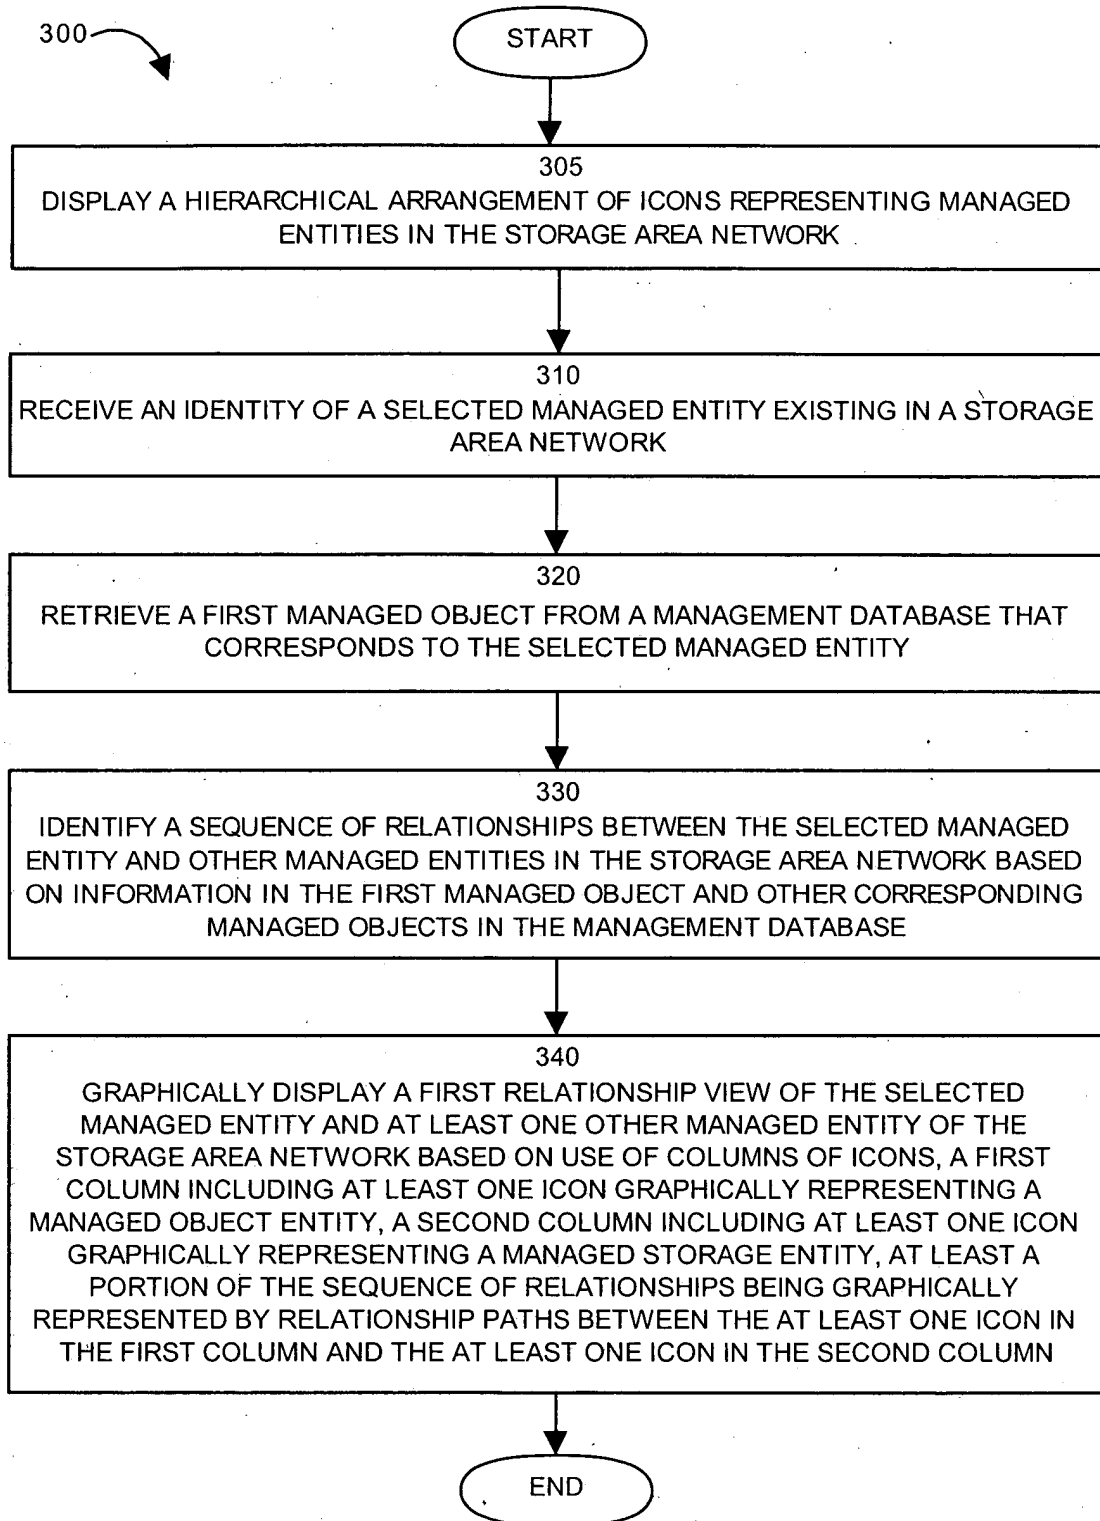 300
START
305
DISPLAY A HIERARCHICAL ARRANGEMENT OF ICONS REPRESENTING MANAGED
ENTITIES IN THE STORAGE AREA NETWORK
310
RECEIVE AN IDENTITY OF A SELECTED MANAGED ENTITY EXISTING IN A STORAGE
AREA NETWORK
320
RETRIEVE A FIRST MANAGED OBJECT FROM A MANAGEMENT DATABASE THAT
CORRESPONDS TO THE SELECTED MANAGED ENTITY
330
IDENTIFY A SEQUENCE OF RELATIONSHIPS BETWEEN THE SELECTED MANAGED
ENTITY AND OTHER MANAGED ENTITIES IN THE STORAGE AREA NETWORK BASED
ON INFORMATION IN THE FIRST MANAGED OBJECT AND OTHER CORRESPONDING
MANAGED OBJECTS IN THE MANAGEMENT DATABASE
340
GRAPHICALLY DISPLAY A FIRST RELATIONSHIP VIEW OF THE SELECTED
MANAGED ENTITY AND AT LEAST ONE OTHER MANAGED ENTITY OF THE
STORAGE AREA NETWORK BASED ON USE OF COLUMNS OF ICONS, A FIRST
COLUMN INCLUDING AT LEAST ONE ICON GRAPHICALLY REPRESENTING A
MANAGED OBJECT ENTITY, A SECOND COLUMN INCLUDING AT LEAST ONE ICON
GRAPHICALLY REPRESENTING A MANAGED STORAGE ENTITY, AT LEAST A
PORTION OF THE SEQUENCE OF RELATIONSHIPS BEING GRAPHICALLY
REPRESENTED BY RELATIONSHIP PATHS BETWEEN THE AT LEAST ONE ICON IN
THE FIRST COLUMN AND THE AT LEAST ONE ICON IN THE SECOND COLUMN
END